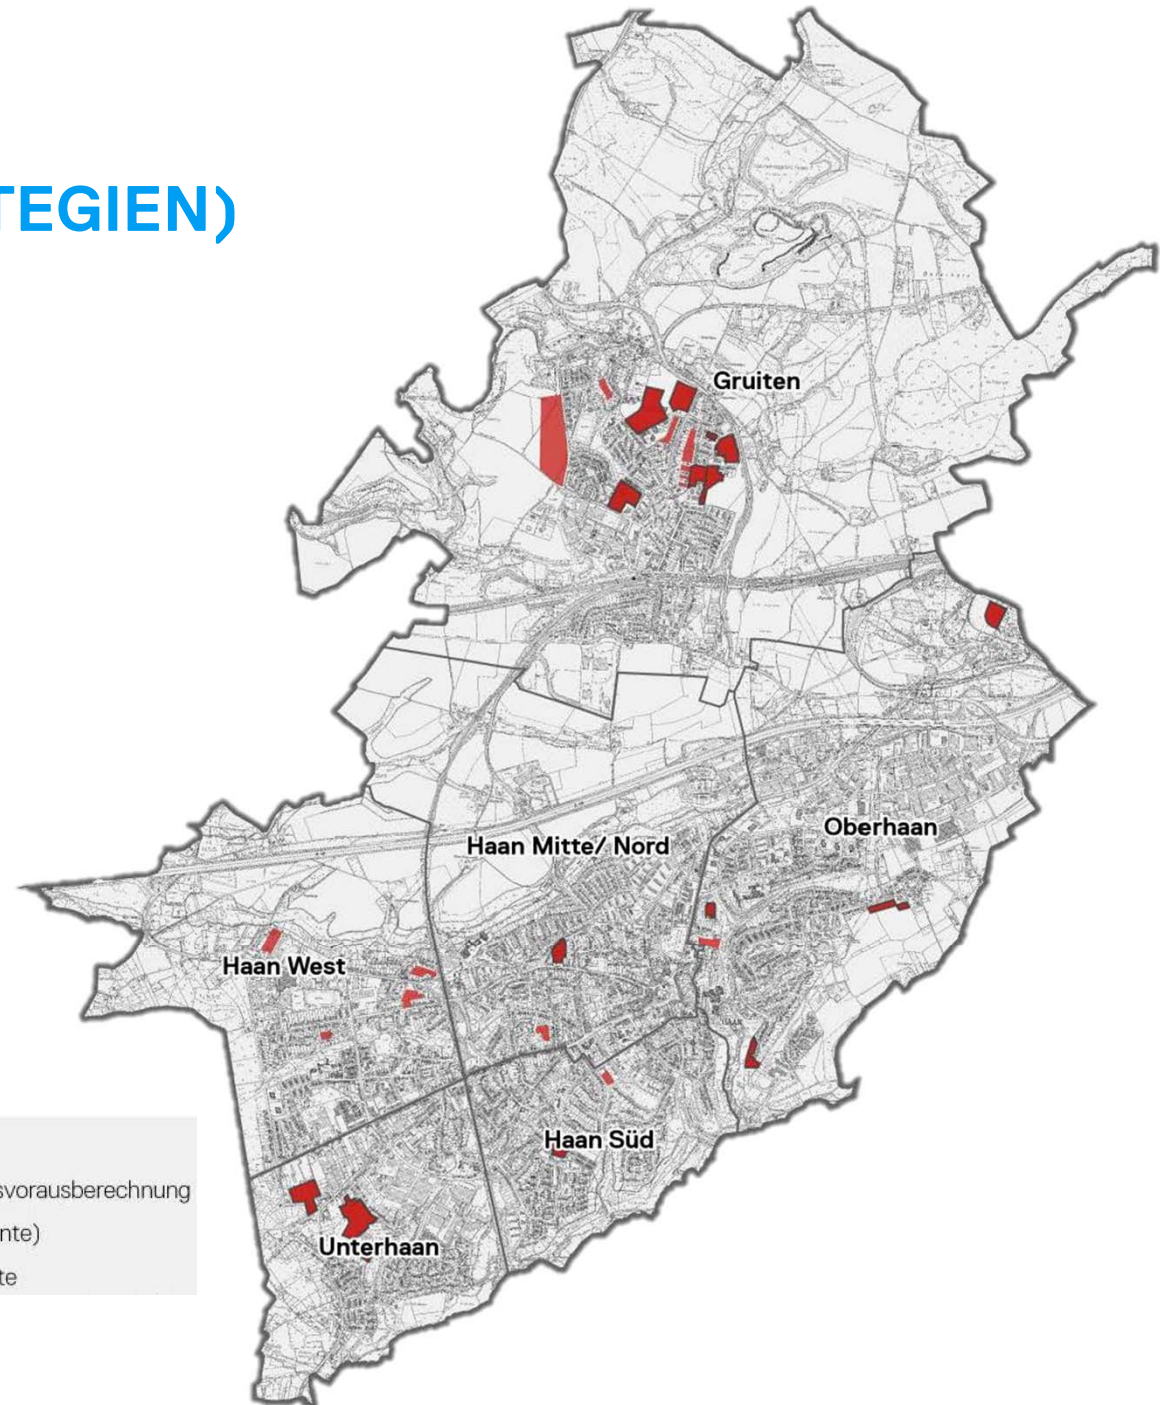 TEGIEN)
Gruiten
Oberhaan
Haan Mitte/ Nord
Haan West
Haan Süd
svorausberechnung
nte)
Unterhaan
te